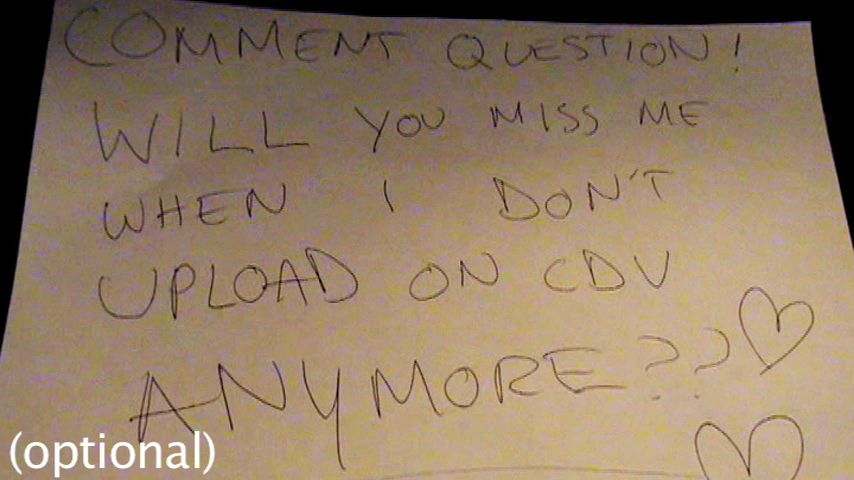 COMMENT QUESTION!
WILL YOU MISS ME
WHEN I DON'T
UPLOAD ON CDV
ANYMORE??
(optional)